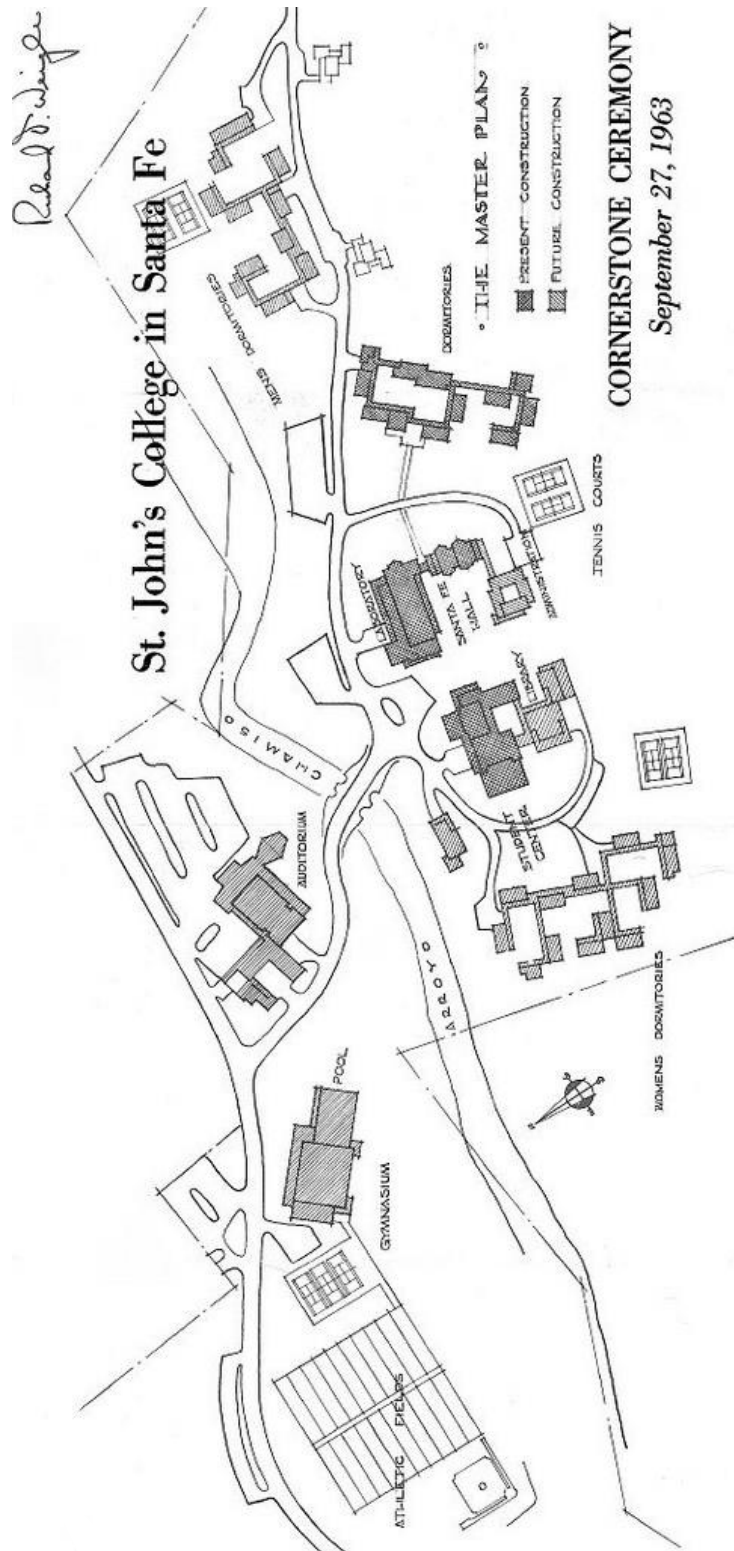 Richard D. Weigle
St. John's College in Santa Fe
MENS DORMITORIES
CHAMISO
AUDITORIUM
POOL
GYMNASIUM
ATHLETIC FIELDS
ARROYO
LABORATORY
SANTA FE
HALL
ADMINISTRATION
LIBRARY
STUDENT
CENTER
DORMITORIES
TENNIS COURTS
WOMENS DORMITORIES
THE MASTER PLAN
PRESENT CONSTRUCTION
FUTURE CONSTRUCTION
CORNERSTONE CEREMONY
September 27, 1963